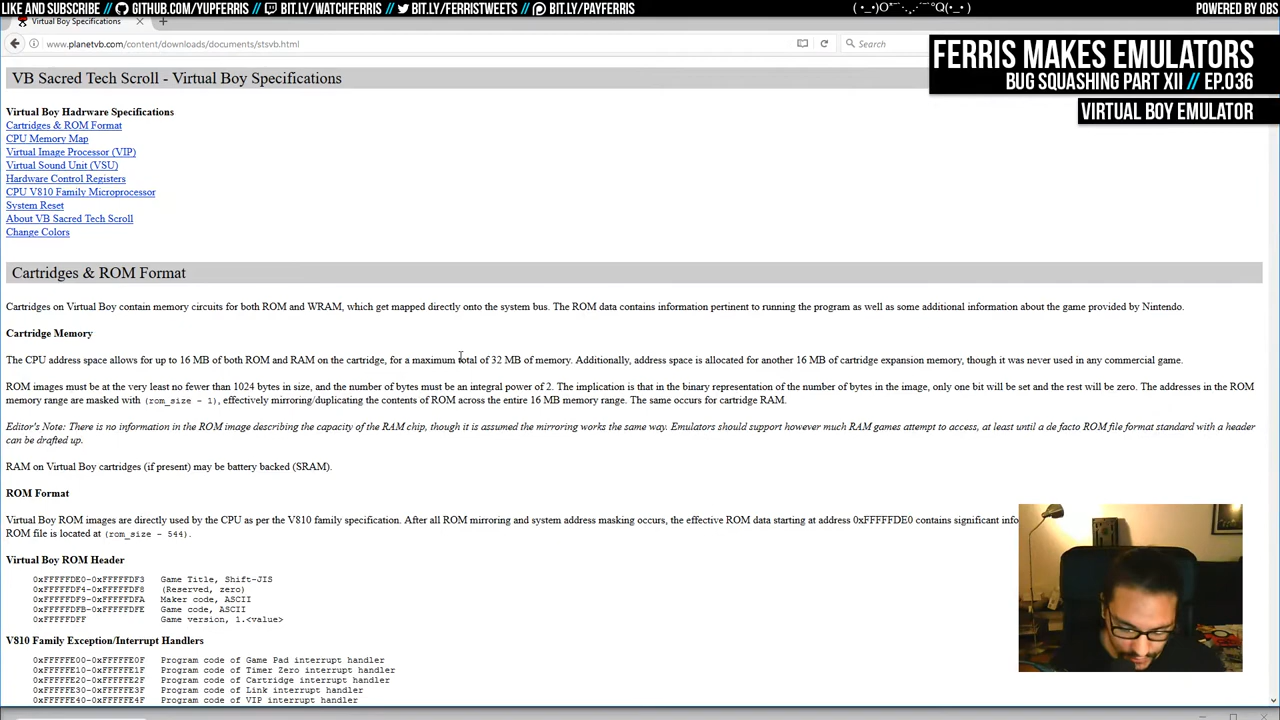 LIKE AND SUBSCRIBE // GITHUB.COM/YUPFERRIS // BIT.LY/WATCHFERRIS // BIT.LY/FERRISTWEETS // BIT.LY/PAYFERRIS
POWERED BY OBS
Virtual Boy Specifications
www.planetvb.com/content/downloads/documents/stsvb.html
Search
FERRIS MAKES EMULATORS
BUG SQUASHING PART XII // EP.036
VIRTUAL BOY EMULATOR
VB Sacred Tech Scroll - Virtual Boy Specifications
Virtual Boy Hadrware Specifications
Cartridges & ROM Format
CPU Memory Map
Virtual Image Processor (VIP)
Virtual Sound Unit (VSU)
Hardware Control Registers
CPU V810 Family Microprocessor
System Reset
About VB Sacred Tech Scroll
Change Colors
Cartridges & ROM Format
Cartridges on Virtual Boy contain memory circuits for both ROM and WRAM, which get mapped directly onto the system bus. The ROM data contains information pertinent to running the program as well as some additional information about the game provided by Nintendo.
Cartridge Memory
The CPU address space allows for up to 16 MB of both ROM and RAM on the cartridge, for a maximum total of 32 MB of memory. Additionally, address space is allocated for another 16 MB of cartridge expansion memory, though it was never used in any commercial game.
ROM images must be at the very least no fewer than 1024 bytes in size, and the number of bytes must be an integral power of 2. The implication is that in the binary representation of the number of bytes in the image, only one bit will be set and the rest will be zero. The addresses in the ROM
memory range are masked with (rom_size - 1), effectively mirroring/duplicating the contents of ROM across the entire 16 MB memory range. The same occurs for cartridge RAM.
Editor's Note: There is no information in the ROM image describing the capacity of the RAM chip, though it is assumed the mirroring works the same way. Emulators should support however much RAM games attempt to access, at least until a de facto ROM file format standard with a header
can be drafted up.
RAM on Virtual Boy cartridges (if present) may be battery backed (SRAM).
ROM Format
Virtual Boy ROM images are directly used by the CPU as per the V810 family specification. After all ROM mirroring and system address masking occurs, the effective ROM data starting at address 0xFFFFFDE0 contains significant info
ROM file is located at (rom_size - 544).
Virtual Boy ROM Header
0xFFFFFDE0-0xFFFFFDF3 Game Title, Shift-JIS
0xFFFFFDF4-0xFFFFFDF8 (Reserved, zero)
0xFFFFFDF9-0xFFFFFDFA Maker code, ASCII
0xFFFFFDFB-0xFFFFFDFE Game code, ASCII
0xFFFFFDFF Game version, 1.<value>
V810 Family Exception/Interrupt Handlers
0xFFFFFE00-0xFFFFFE0F Program code of Game Pad interrupt handler
0xFFFFFE10-0xFFFFFE1F Program code of Timer Zero interrupt handler
0xFFFFFE20-0xFFFFFE2F Program code of Cartridge interrupt handler
0xFFFFFE30-0xFFFFFE3F Program code of Link interrupt handler
0xFFFFFE40-0xFFFFFE4F Program code of VIP interrupt handler